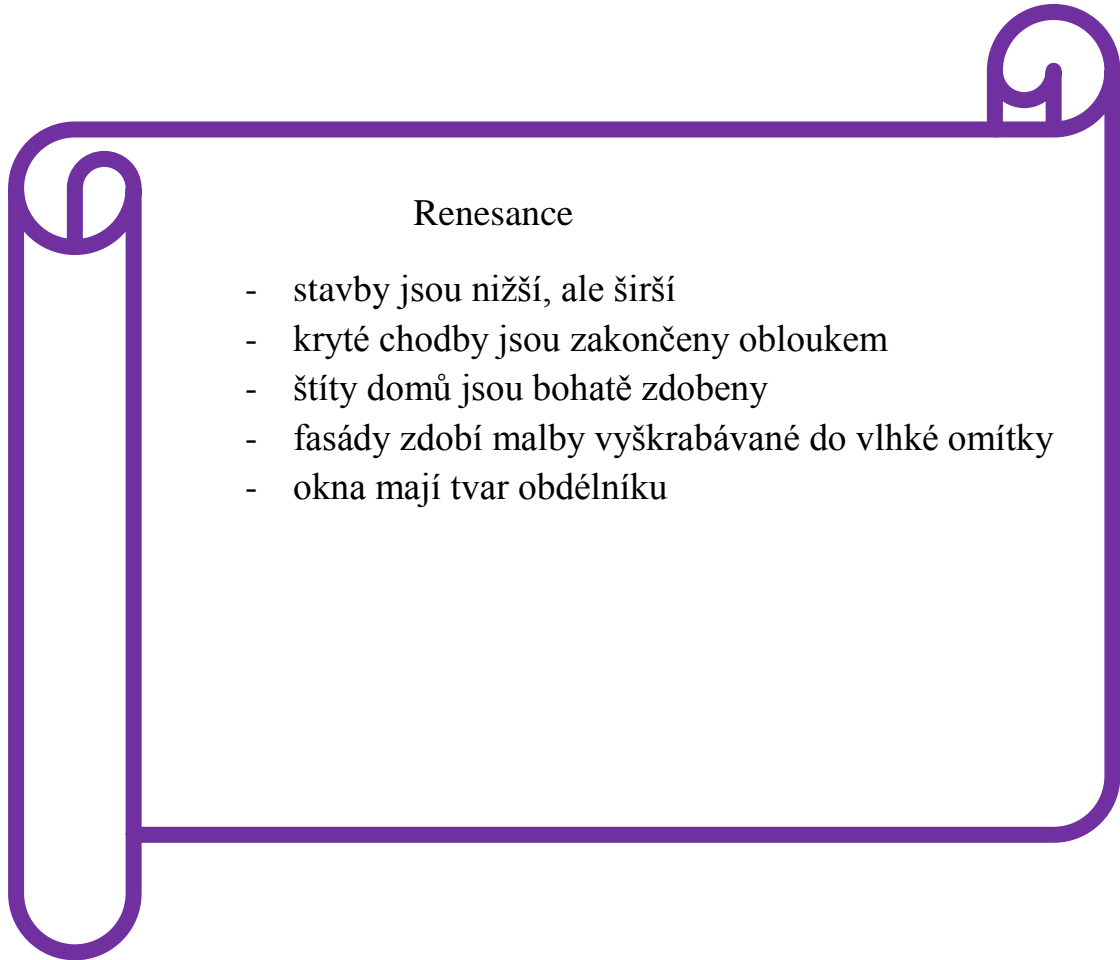 Renesance
- stavby jsou nižší, ale širší
- kryté chodby jsou zakončeny obloukem
- štíty domů jsou bohatě zdobeny
- fasády zdobí malby vyškrabávané do vlhké omítky
- okna mají tvar obdélníku